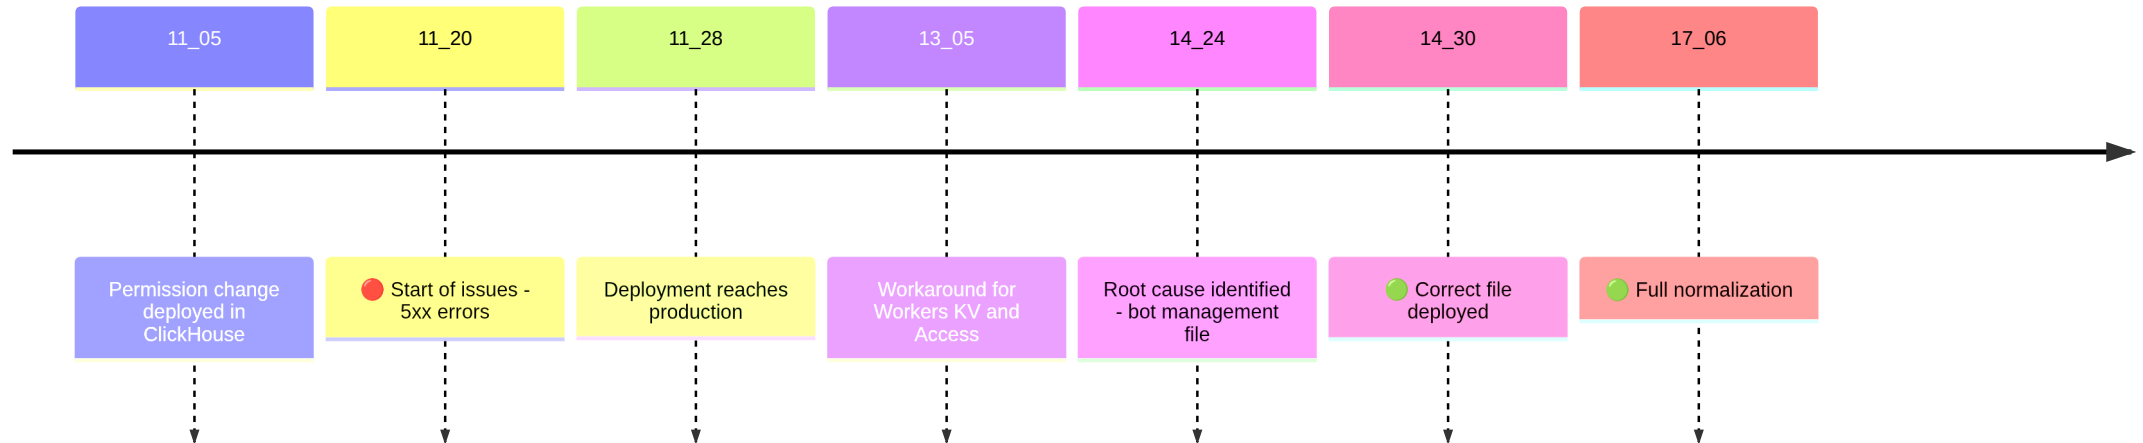 11_05
11_20
11_28
13_05
14_24
14_30
17_06
Permission change
deployed in
ClickHouse
🔴 Start of issues -
5xx errors
Deployment reaches
production
Workaround for
Workers KV and
Access
Root cause identified
- bot management
file
🟢 Correct file
deployed
🟢 Full normalization